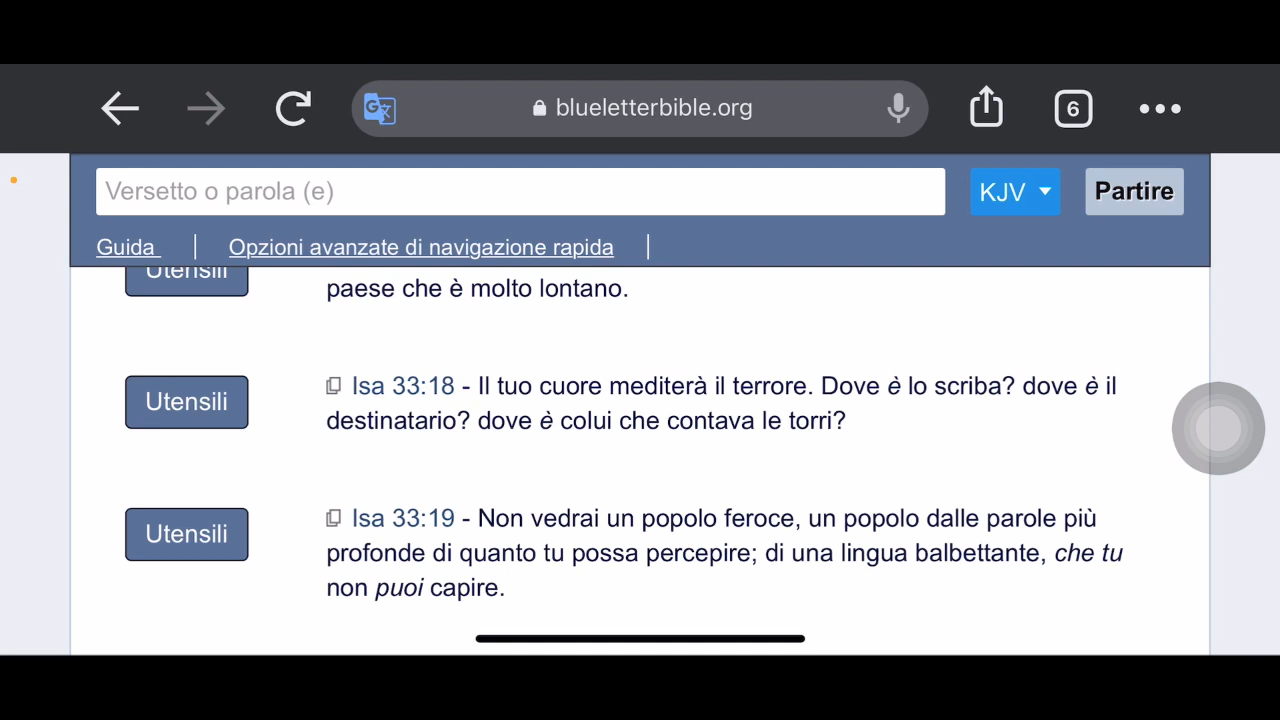 blueletterbible.org
6
Versetto o parola (e)
KJV
Partire
Guida
Opzioni avanzate di navigazione rapida
Utensili
paese che è molto lontano.
Utensili
Isa 33:18 - Il tuo cuore mediterà il terrore. Dove è lo scriba? dove è il
destinatario? dove è colui che contava le torri?
Utensili
Isa 33:19 - Non vedrai un popolo feroce, un popolo dalle parole più
profonde di quanto tu possa percepire; di una lingua balbettante, che tu
non puoi capire.